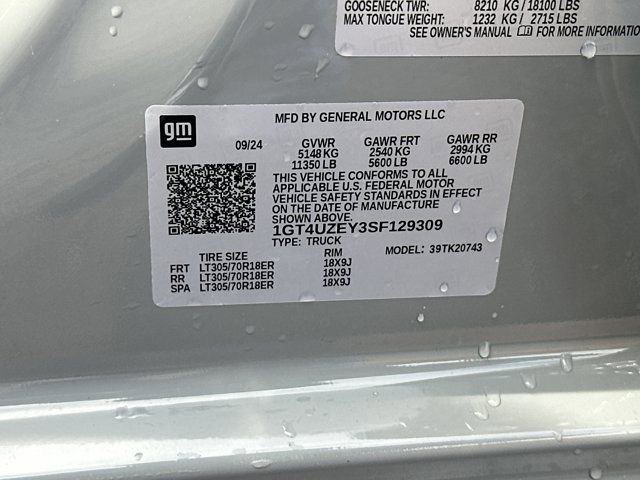 GOOSENECK TWR: 8210 KG / 18100 LBS
MAX TONGUE WEIGHT: 1232 KG / 2715 LBS
SEE OWNER'S MANUAL FOR MORE INFORMATIO
gm
MFD BY GENERAL MOTORS LLC
09/24 GVWR GAWR FRT GAWR RR
5148 KG 2540 KG 2994 KG
11350 LB 5600 LB 6600 LB
THIS VEHICLE CONFORMS TO ALL
APPLICABLE U.S. FEDERAL MOTOR
VEHICLE SAFETY STANDARDS IN EFFECT
ON THE DATE OF MANUFACTURE
SHOWN ABOVE.
1GT4UZEY3SF129309
TYPE: TRUCK MODEL: 39TK20743
TIRE SIZE RIM
FRT LT305/70R18ER 18X9J
RR LT305/70R18ER 18X9J
SPA LT305/70R18ER 18X9J